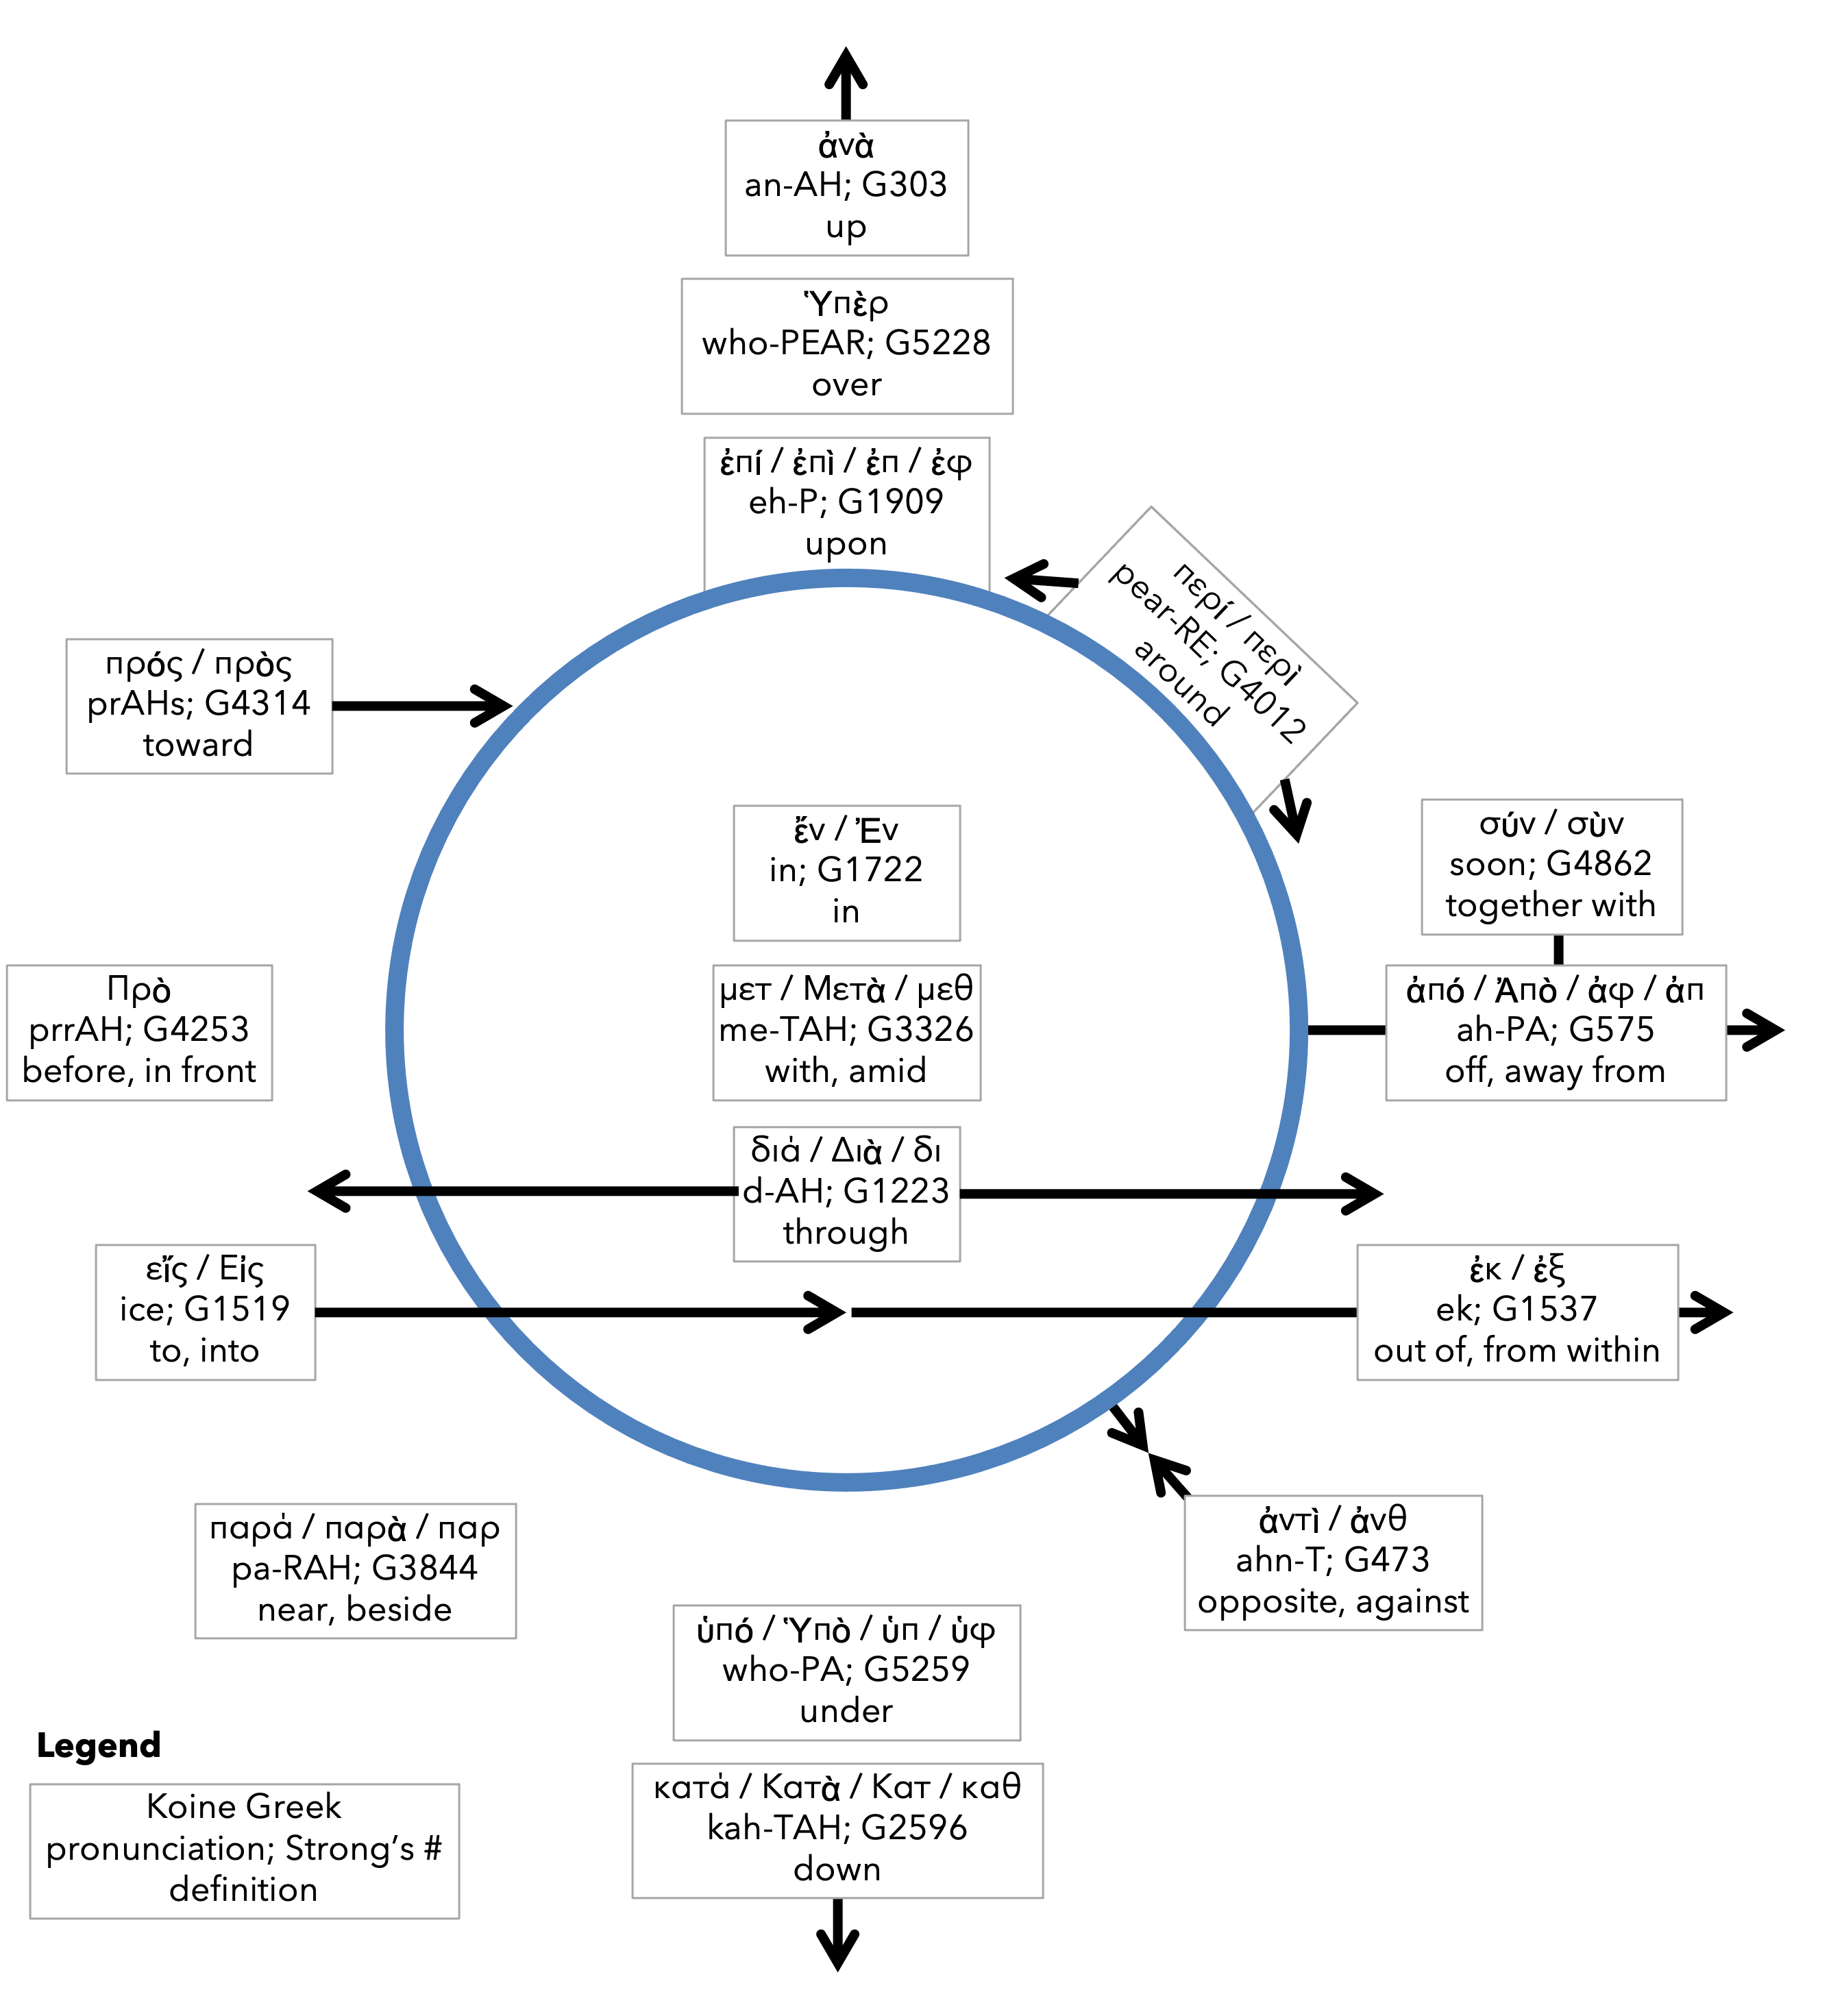 ἀνὰ
an-AH; G303
up
Ὑπὲρ
who-PEAR; G5228
over
ἐπί / ἐπὶ / ἐπ / ἐφ
eh-P; G1909
upon
περί / περὶ
pear-RE; G4012
around
πρός / πρὸς
prAHs; G4314
toward
ἔν / Ἐν
in; G1722
in
σύν / σὺν
soon; G4862
together with
Πρὸ
prrAH; G4253
before, in front
μετ / Μετὰ / μεθ
me-TAH; G3326
with, amid
ἀπό / Ἀπὸ / ἀφ / ἀπ
ah-PA; G575
off, away from
διά / Διὰ / δι
d-AH; G1223
through
εἴς / Εἰς
ice; G1519
to, into
ἐκ / ἐξ
ek; G1537
out of, from within
παρά / παρὰ / παρ
pa-RAH; G3844
near, beside
ἀντὶ / ἀνθ
ahn-T; G473
opposite, against
ὑπό / Ὑπὸ / ὑπ / ὑφ
who-PA; G5259
under
κατά / Κατὰ / Κατ / καθ
kah-TAH; G2596
down
Legend
Koine Greek
pronunciation; Strong’s #
definition